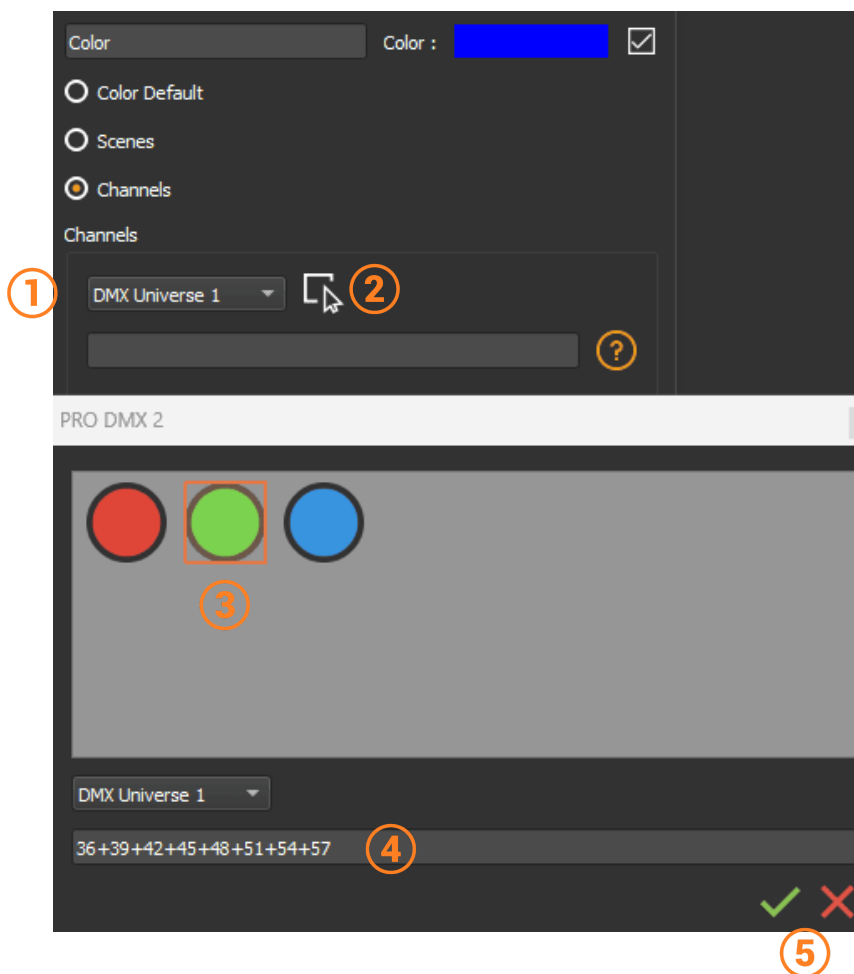 Color Color :
Color Default
Scenes
Channels
Channels
1 DMX Universe 1 2
?
PRO DMX 2
3
DMX Universe 1
36+39+42+45+48+51+54+57 4
5